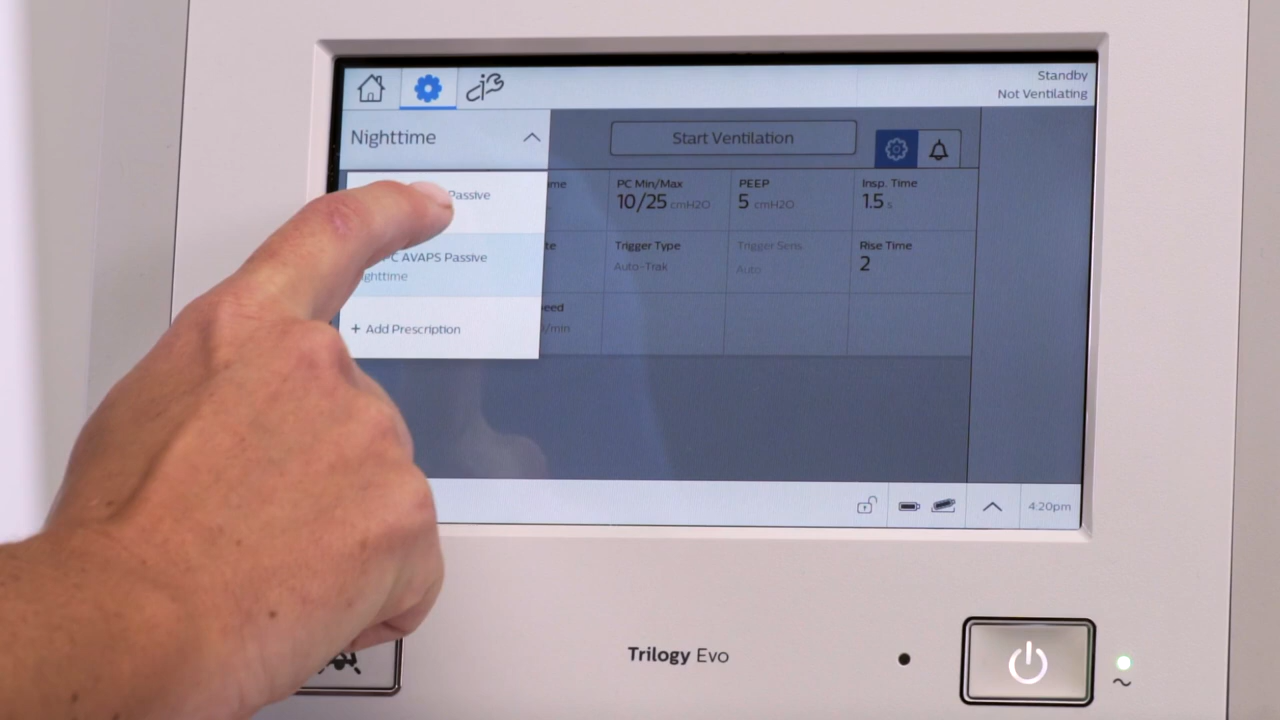 Standby
Not Ventilating
Nighttime
Start Ventilation
Passive
PC Min/Max
PEEP
Insp. Time
10/25 cmH2O
5 cmH2O
1.5 s
PC AVAPS Passive
Trigger Type
Trigger Sens
Rise Time
Auto-Trak
Auto
2
+ Add Prescription
4:20pm
Trilogy Evo